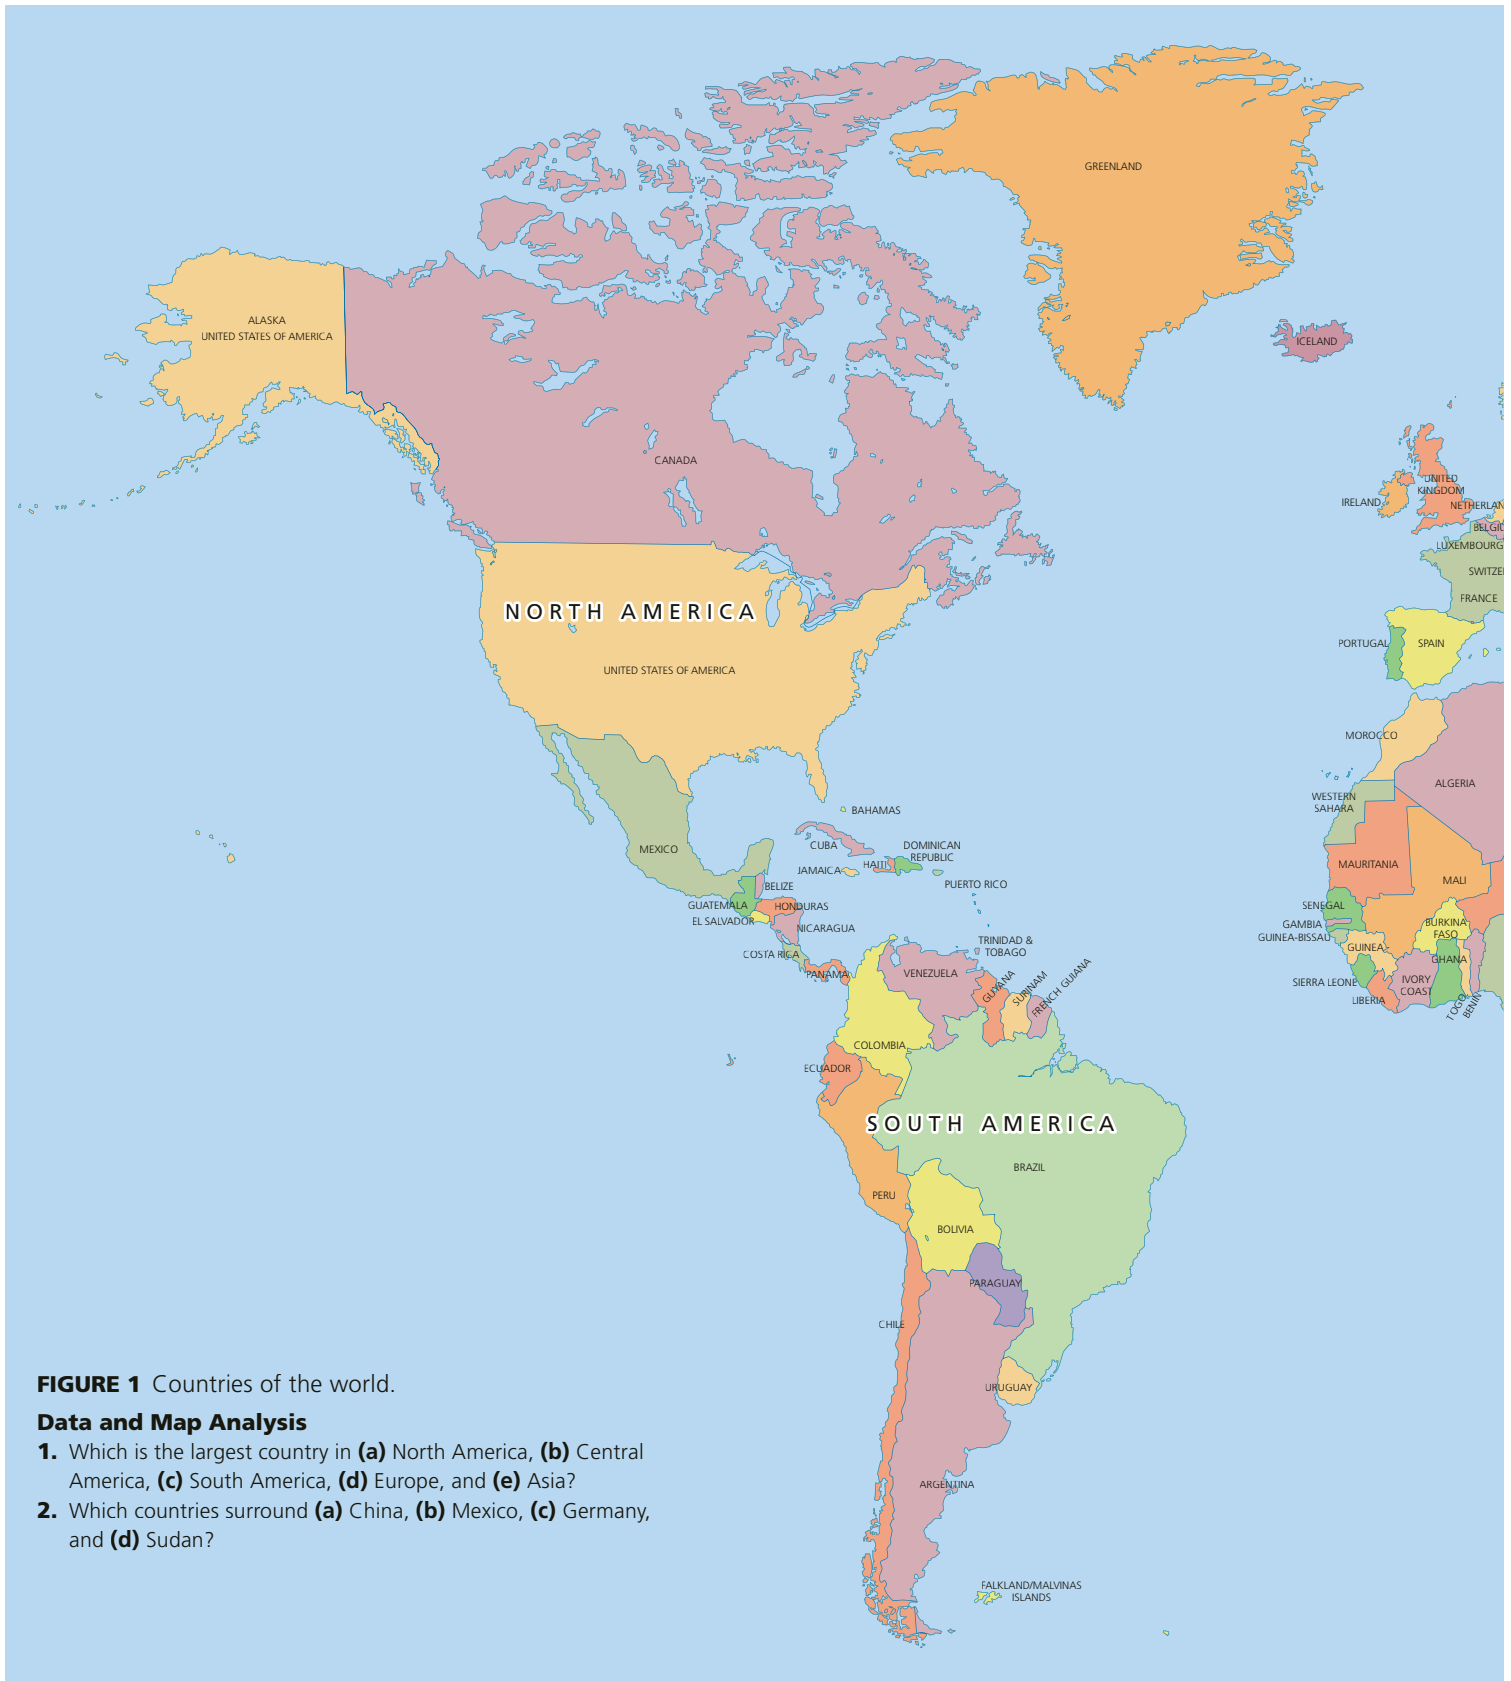 GREENLAND
ICELAND
ALASKA
UNITED STATES OF AMERICA
CANADA
UNITED
KINGDOM
IRELAND
NETHERLAN
BELGIU
LUXEMBOURG
SWITZE
FRANCE
NORTH AMERICA
PORTUGAL
SPAIN
UNITED STATES OF AMERICA
MOROCCO
ALGERIA
WESTERN
SAHARA
BAHAMAS
MEXICO
CUBA
DOMINICAN
REPUBLIC
HAITI
JAMAICA
PUERTO RICO
BELIZE
GUATEMALA
HONDURAS
EL SALVADOR
NICARAGUA
COSTA RICA
PANAMA
TRINIDAD &
TOBAGO
MAURITANIA
MALI
SENEGAL
GAMBIA
GUINEA-BISSAU
GUINEA
BURKINA
FASO
GHANA
SIERRA LEONE
IVORY
COAST
LIBERIA
TOGO
BENIN
VENEZUELA
GUYANA
SURINAM
FRENCH GUIANA
COLOMBIA
ECUADOR
SOUTH AMERICA
BRAZIL
PERU
BOLIVIA
PARAGUAY
CHILE
URUGUAY
ARGENTINA
FALKLAND/MALVINAS
ISLANDS
FIGURE 1 Countries of the world.
Data and Map Analysis
1. Which is the largest country in (a) North America, (b) Central
America, (c) South America, (d) Europe, and (e) Asia?
2. Which countries surround (a) China, (b) Mexico, (c) Germany,
and (d) Sudan?